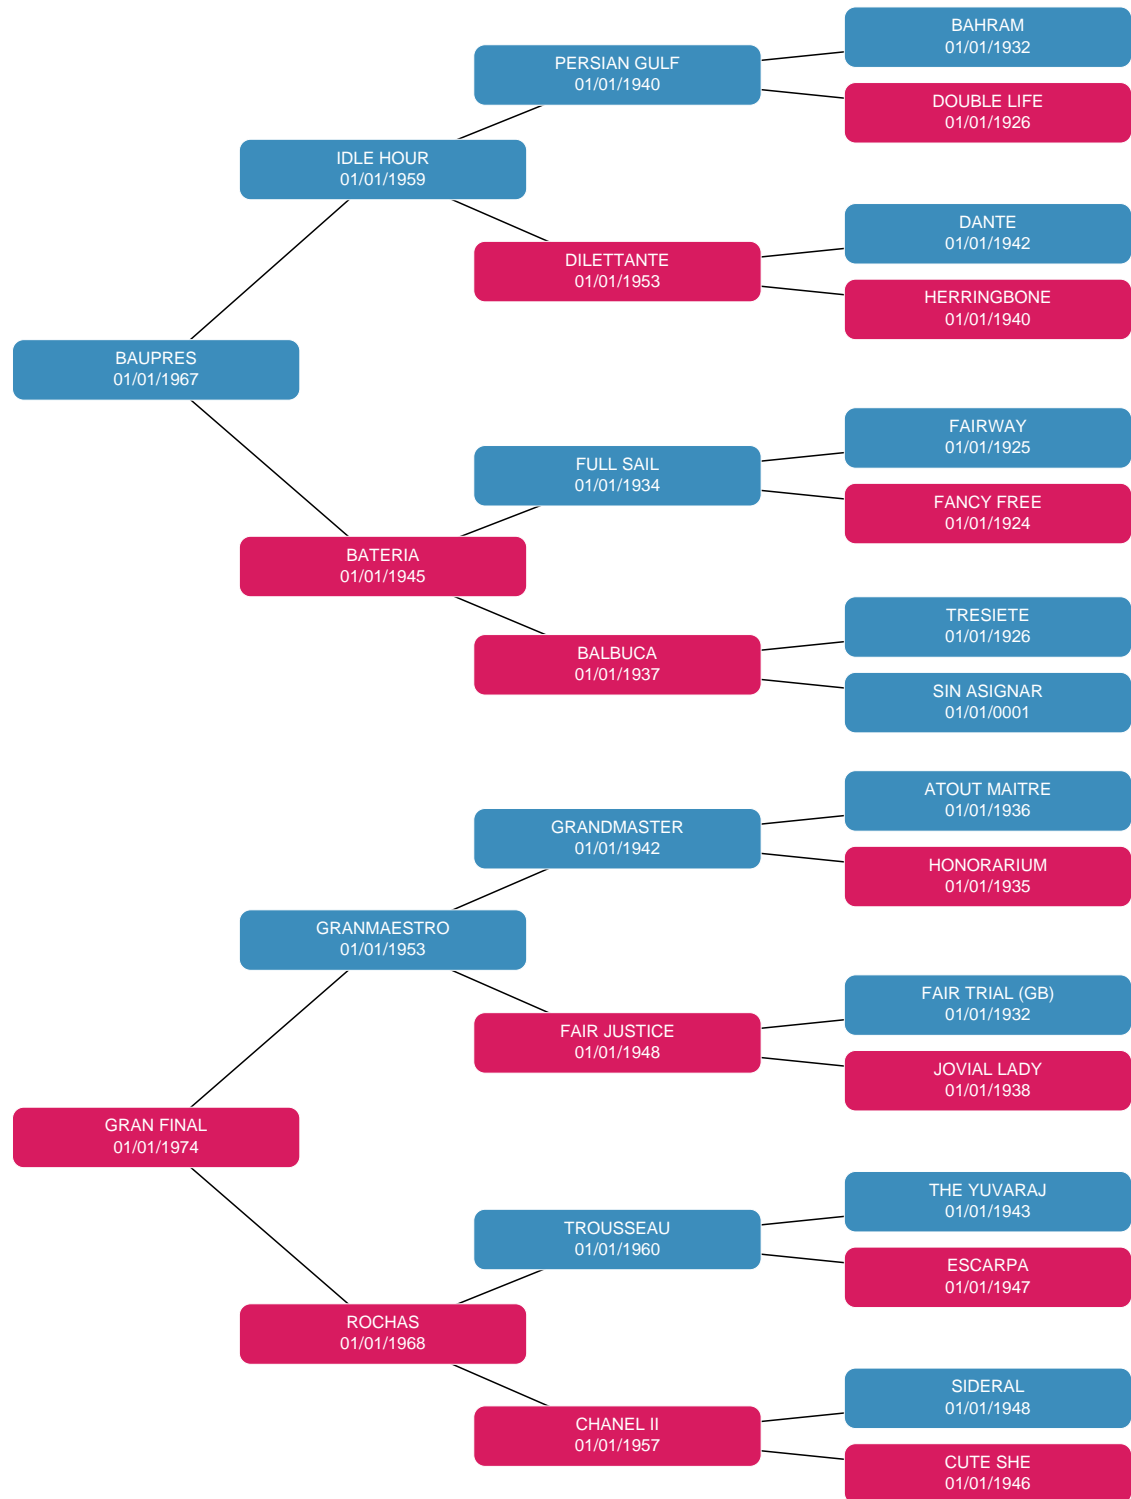 BAHRAM
01/01/1932
PERSIAN GULF
01/01/1940
DOUBLE LIFE
01/01/1926
IDLE HOUR
01/01/1959
DANTE
01/01/1942
DILETTANTE
01/01/1953
HERRINGBONE
01/01/1940
BAUPRES
01/01/1967
FAIRWAY
01/01/1925
FULL SAIL
01/01/1934
FANCY FREE
01/01/1924
BATERIA
01/01/1945
TRESIETE
01/01/1926
BALBUCA
01/01/1937
SIN ASIGNAR
01/01/0001
ATOUT MAITRE
01/01/1936
GRANDMASTER
01/01/1942
HONORARIUM
01/01/1935
GRANMAESTRO
01/01/1953
FAIR TRIAL (GB)
01/01/1932
FAIR JUSTICE
01/01/1948
JOVIAL LADY
01/01/1938
GRAN FINAL
01/01/1974
THE YUVARAJ
01/01/1943
TROUSSEAU
01/01/1960
ESCARPA
01/01/1947
ROCHAS
01/01/1968
SIDERAL
01/01/1948
CHANEL II
01/01/1957
CUTE SHE
01/01/1946